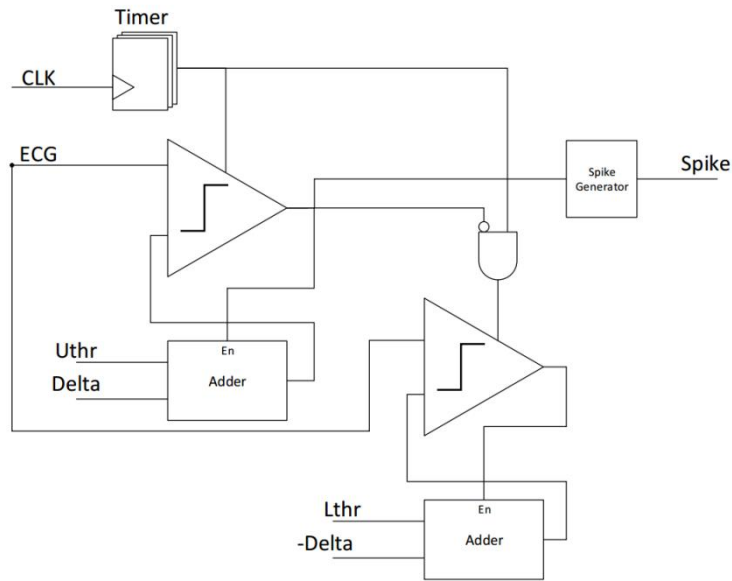 Timer
CLK
ECG
Spike
Generator
Spike
Uthr
En
Delta
Adder
Lthr
En
-Delta
Adder